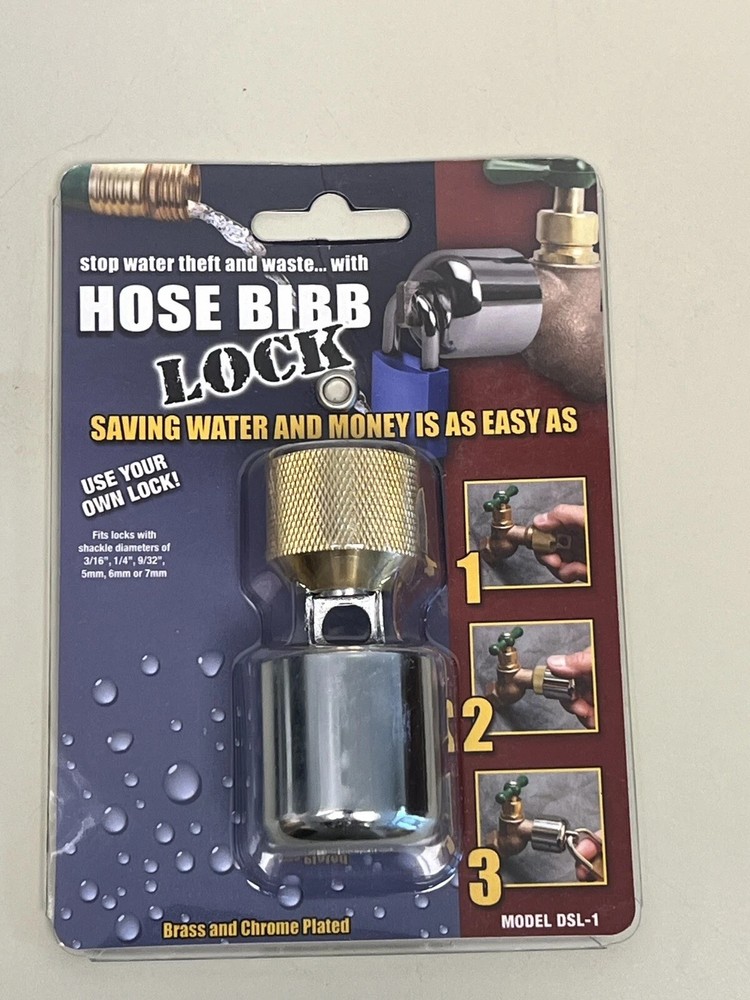 stop water theft and waste... with
HOSE BIBB
LOCK
SAVING WATER AND MONEY IS AS EASY AS
USE YOUR
OWN LOCK!
Fits locks with
shackle diameters of
3/16", 1/4", 9/32",
5mm, 6mm or 7mm
1
2
3
Brass and Chrome Plated
MODEL DSL-1